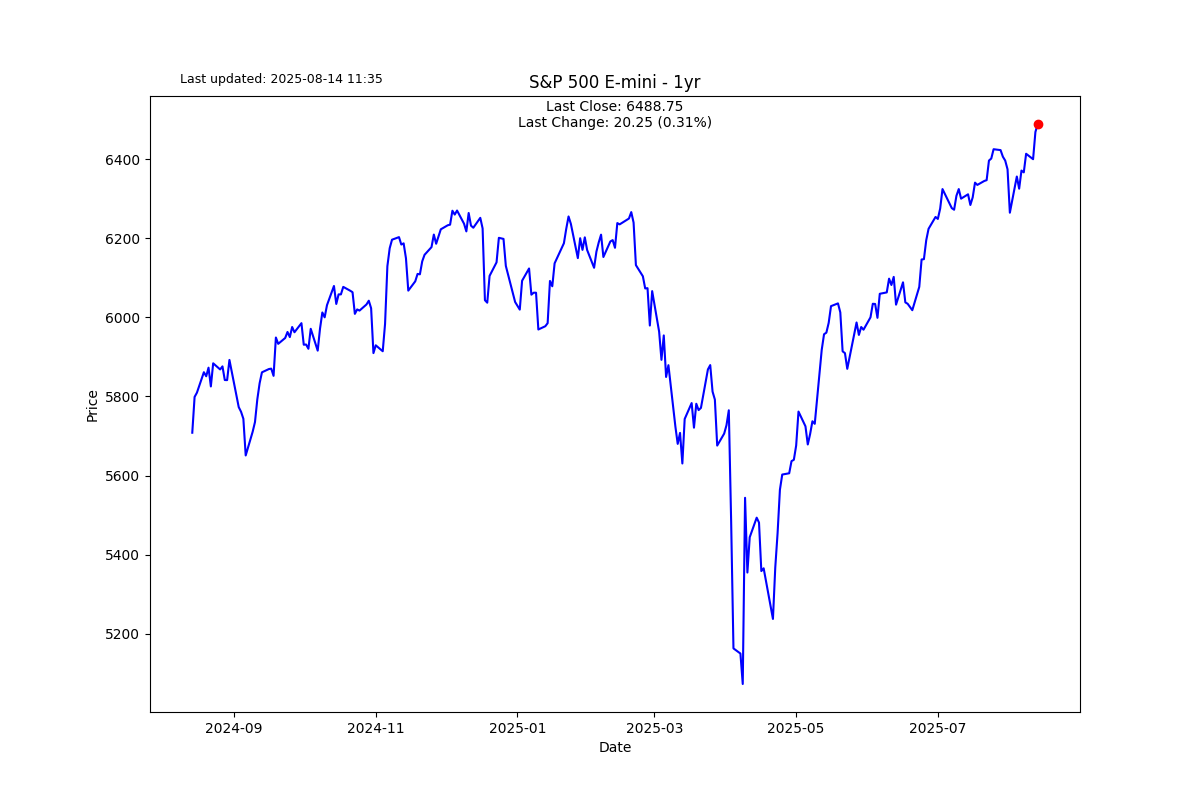 Last updated: 2025-08-14 11:35
S&P 500 E-mini - 1yr
Last Close: 6488.75
Last Change: 20.25 (0.31%)
6400
6200
6000
5800
5600
5400
5200
Price
2024-09
2024-11
2025-01
2025-03
2025-05
2025-07
Date